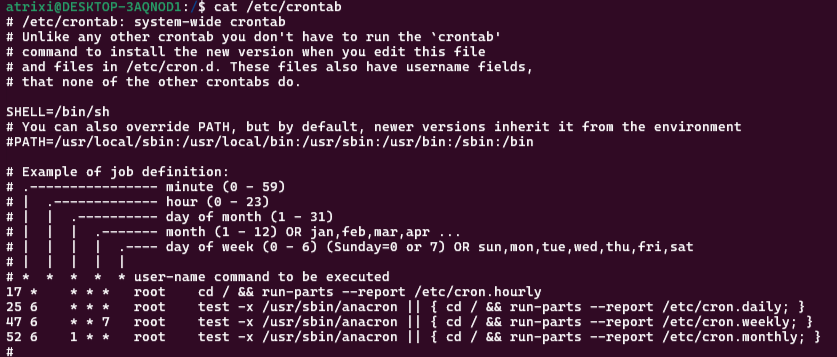 atrixi@DESKTOP-3AQNOD1:/$ cat /etc/crontab
# /etc/crontab: system-wide crontab
# Unlike any other crontab you don't have to run the `crontab'
# command to install the new version when you edit this file
# and files in /etc/cron.d. These files also have username fields,
# that none of the other crontabs do.

SHELL=/bin/sh
# You can also override PATH, but by default, newer versions inherit it from the environment
#PATH=/usr/local/sbin:/usr/local/bin:/usr/sbin:/usr/bin:/sbin:/bin

# Example of job definition:
# .---------------- minute (0 - 59)
# |  .------------- hour (0 - 23)
# |  |  .---------- day of month (1 - 31)
# |  |  |  .------- month (1 - 12) OR jan,feb,mar,apr ...
# |  |  |  |  .---- day of week (0 - 6) (Sunday=0 or 7) OR sun,mon,tue,wed,thu,fri,sat
# |  |  |  |  |
# *  *  *  *  * user-name command to be executed
17 *    * * *   root    cd / && run-parts --report /etc/cron.hourly
25 6    * * *   root    test -x /usr/sbin/anacron || { cd / && run-parts --report /etc/cron.daily; }
47 6    * * 7   root    test -x /usr/sbin/anacron || { cd / && run-parts --report /etc/cron.weekly; }
52 6    1 * *   root    test -x /usr/sbin/anacron || { cd / && run-parts --report /etc/cron.monthly; }
#